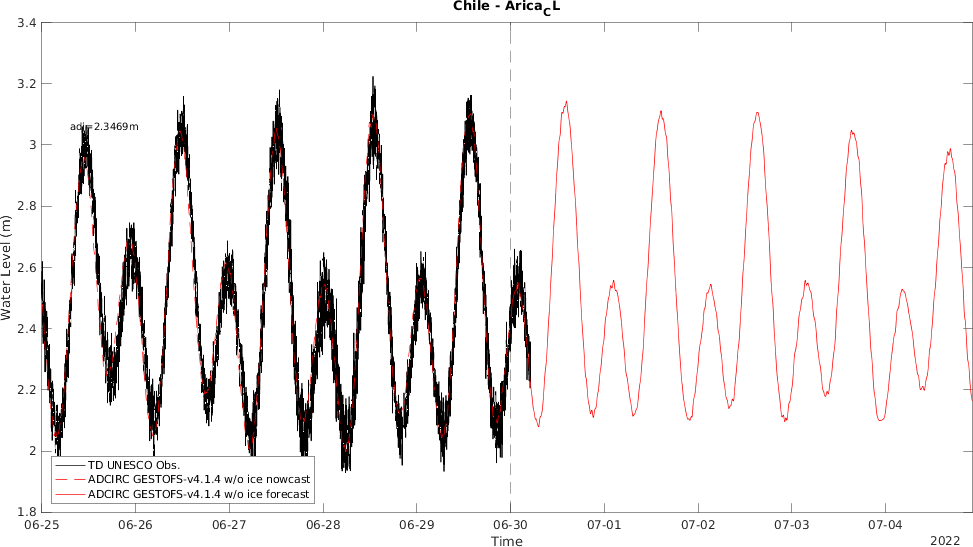 Chile - Arica_CL
3.4
3.2
3
2.8
2.6
2.4
2.2
2
1.8
Water Level (m)
adj=2.3469m
TD UNESCO Obs.
ADCIRC GESTOFS-v4.1.4 w/o ice nowcast
ADCIRC GESTOFS-v4.1.4 w/o ice forecast
06-25 06-26 06-27 06-28 06-29 06-30 07-01 07-02 07-03 07-04
Time
2022